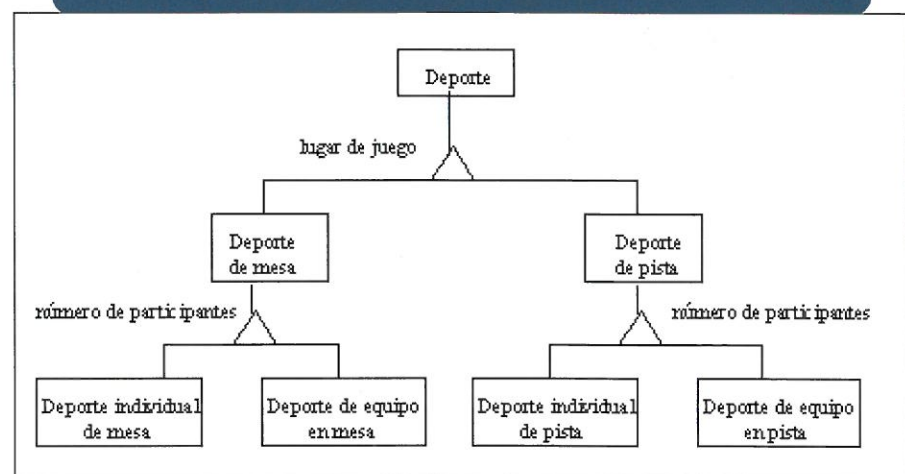 Deporte
lugar de juego
Deporte
de mesa
Deporte
de pista
número de participantes
número de participantes
Deporte individual
de mesa
Deporte de equipo
en mesa
Deporte individual
de pista
Deporte de equipo
en pista